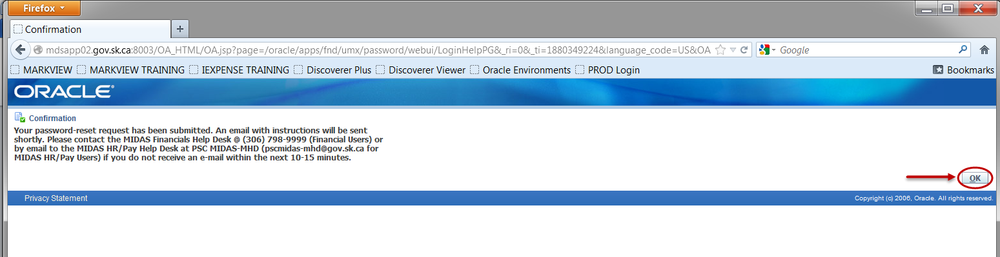 Firefox
Confirmation
+
mdsapp02.gov.sk.ca:8003/OA_HTML/OA.jsp?page=/oracle/apps/fnd/umx/password/webui/LoginHelpPG&_ri=0&_ti=1880349224&language_code=US&OA
Google
MARKVIEW MARKVIEW TRAINING IEXPENSE TRAINING Discoverer Plus Discoverer Viewer Oracle Environments PROD Login Bookmarks
ORACLE®
Confirmation
Your password-reset request has been submitted. An email with instructions will be sent
shortly. Please contact the MIDAS Financials Help Desk @ (306) 798-9999 (Financial Users) or
by email to the MIDAS HR/Pay Help Desk at PSC MIDAS-MHD (pscmidas-mhd@gov.sk.ca for
MIDAS HR/Pay Users) if you do not receive an e-mail within the next 10-15 minutes.
OK
Privacy Statement Copyright (c) 2006, Oracle. All rights reserved.